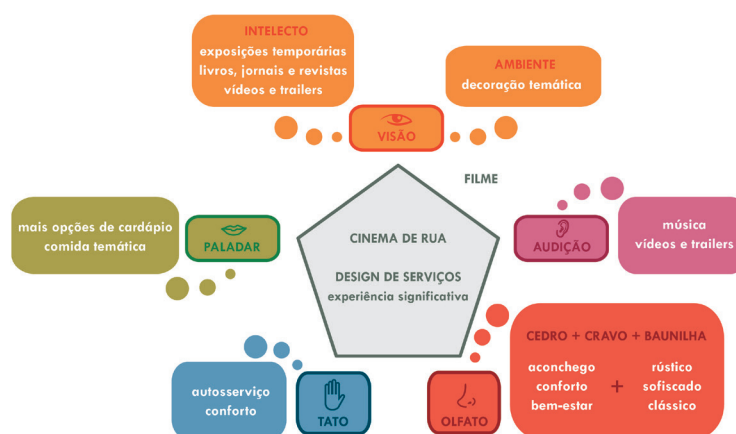 INTELECTO
exposições temporárias
livros, jornais e revistas
vídeos e trailers
AMBIENTE
decoração temática
VISÃO
FILME
mais opções de cardápio
comida temática
PALADAR
CINEMA DE RUA
DESIGN DE SERVIÇOS
experiência significativa
AUDIÇÃO
música
vídeos e trailers
autosserviço
conforto
TATO
OLFATO
CEDRO + CRAVO + BAUNILHA
aconchego
conforto
bem-estar
+
rústico
sofiscado
clássico